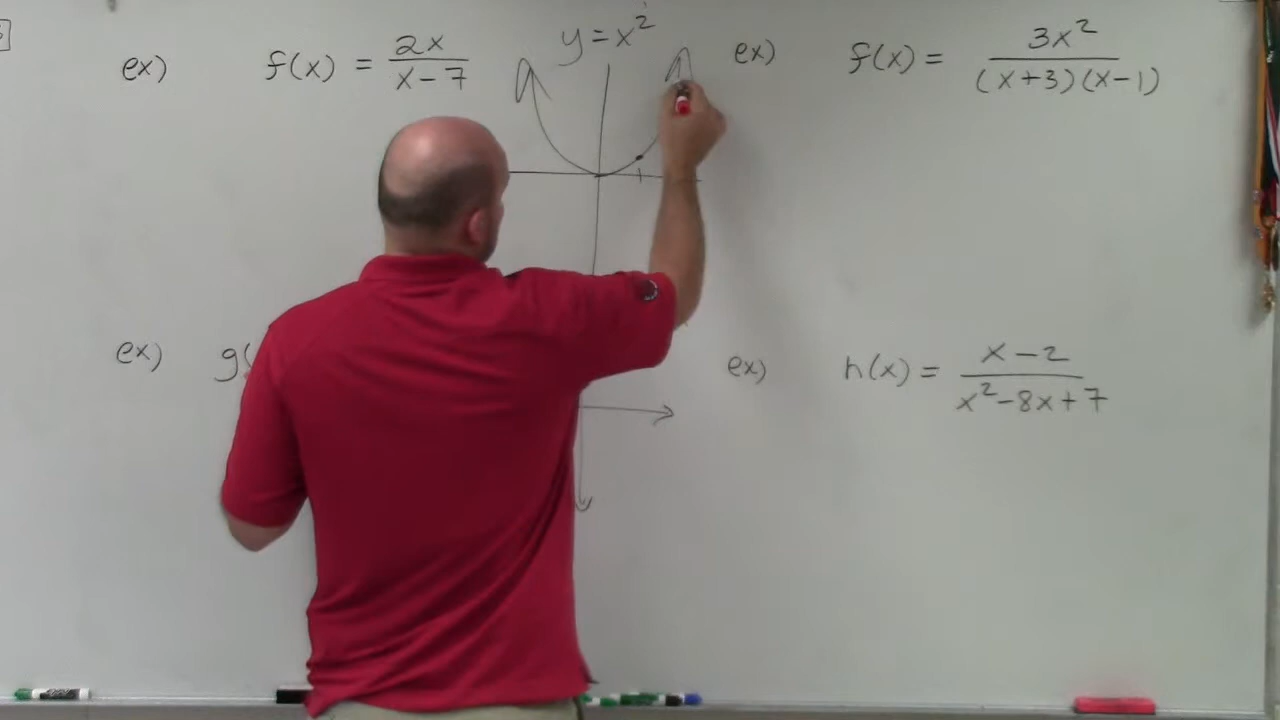 ex) f(x) = 2x / x-7
y = x²
ex) f(x) = 3x² / (x+3)(x-1)
ex) g(
ex) h(x) = x-2 / x²-8x+7